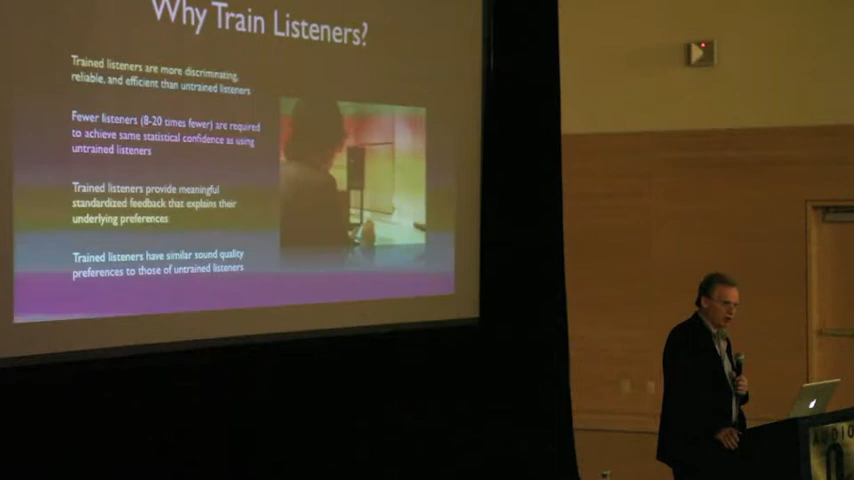 Why Train Listeners?
Trained listeners are more discriminating,
reliable, and efficient than untrained listeners
Fewer listeners (8-20 times fewer) are required
to achieve same statistical confidence as using
untrained listeners
Trained listeners provide meaningful
standardized feedback that explains their
underlying preferences
Trained listeners have similar sound quality
preferences to those of untrained listeners
AUDIO